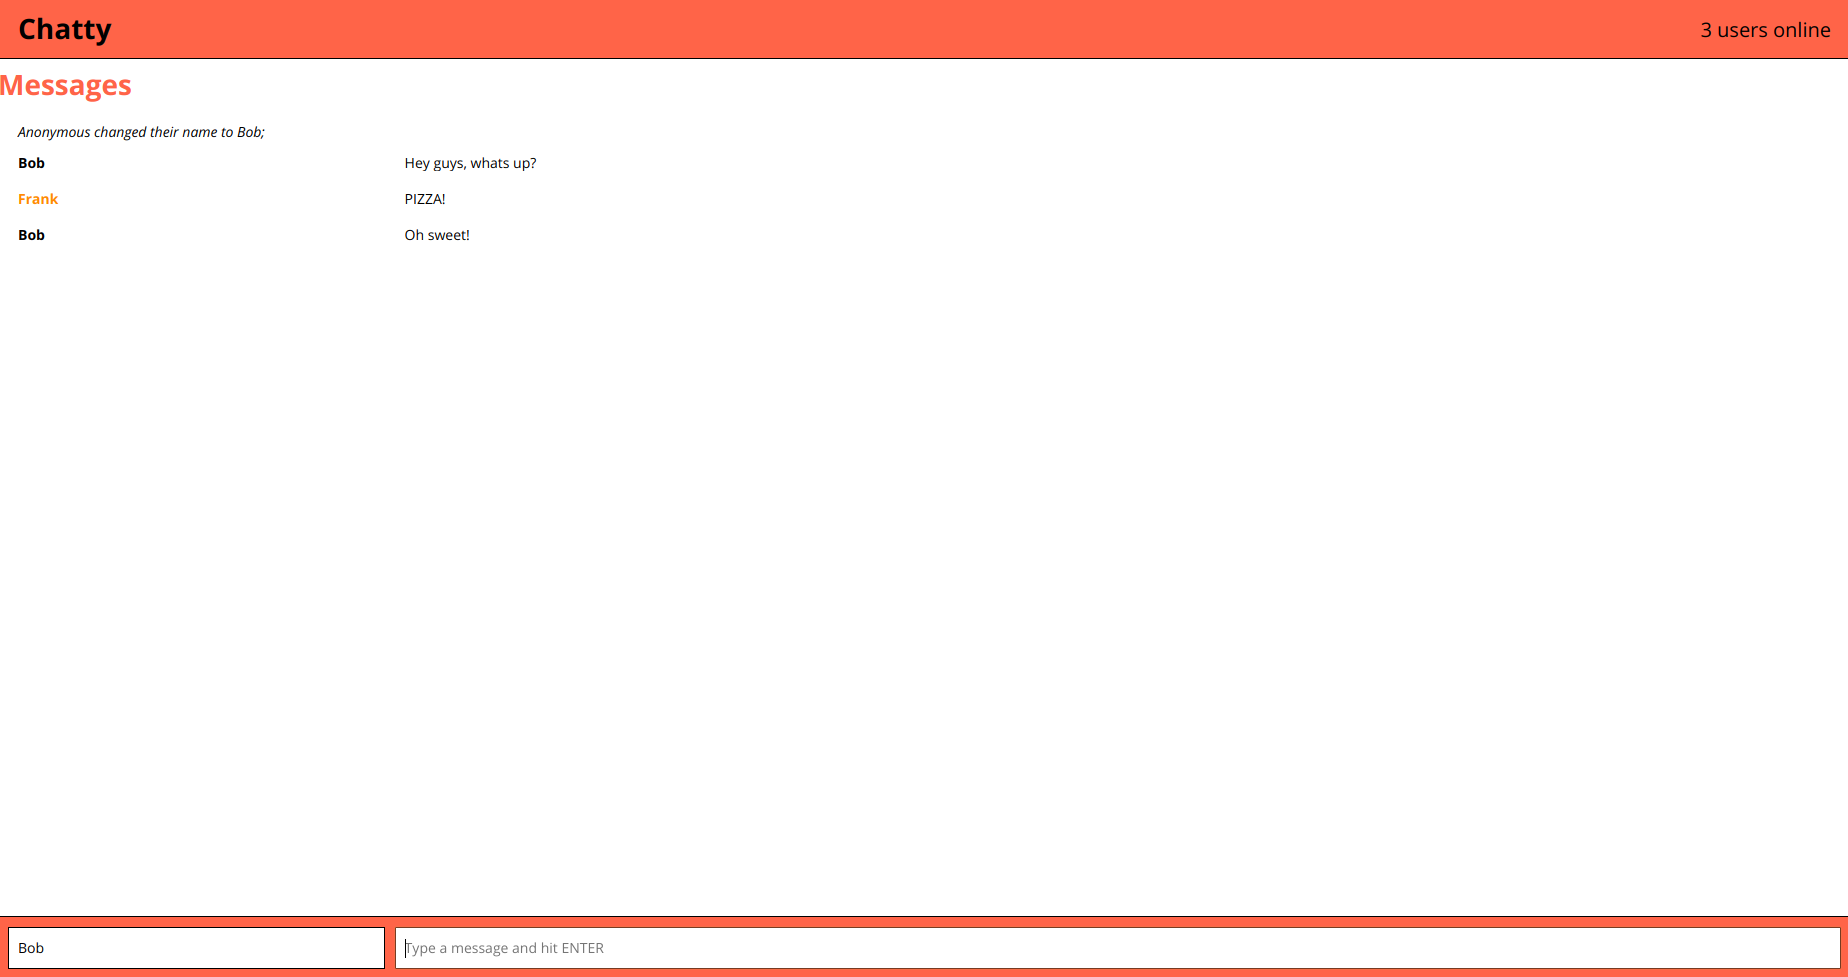 Chatty
3 users online
Messages
Anonymous changed their name to Bob;
Bob Hey guys, whats up?
Frank PIZZA!
Bob Oh sweet!
Bob Type a message and hit ENTER